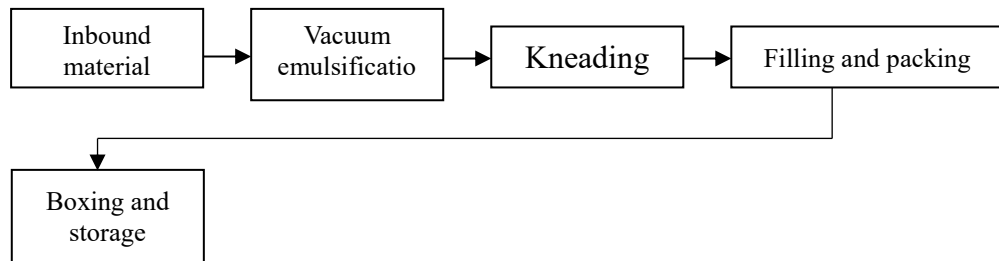 Inbound
material
Vacuum
emulsificatio
Kneading
Filling and packing
Boxing and
storage